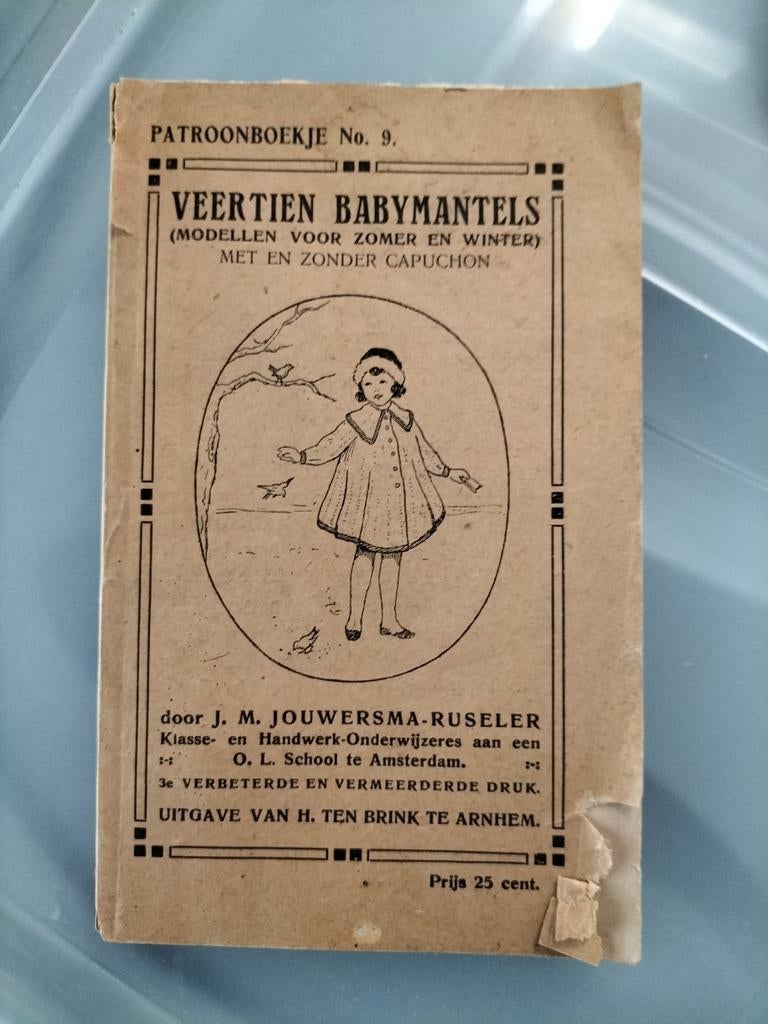 PATROONBOEKJE No. 9.
VEERTIEN BABYMANTELS
(MODELLEN VOOR ZOMER EN WINTER)
MET EN ZONDER CAPUCHON
door J. M. JOUWERSMA-RUSELER
Klasse- en Handwerk-Onderwijzeres aan een
:-: O. L. School te Amsterdam. :-:
3e VERBETERDE EN VERMEERDERDE DRUK.
UITGAVE VAN H. TEN BRINK TE ARNHEM.
Prijs 25 cent.